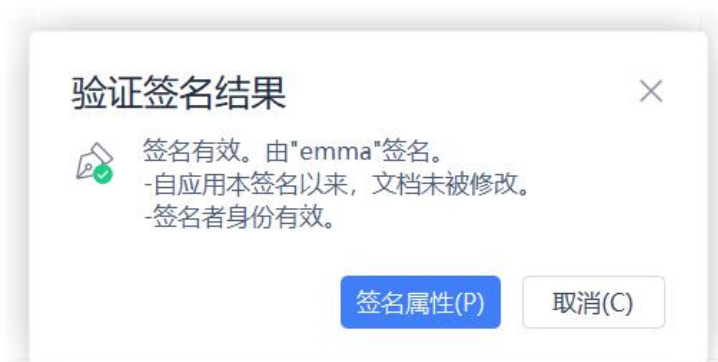 验证签名结果
签名有效。由"emma"签名。
-自应用本签名以来，文档未被修改。
-签名者身份有效。
签名属性(P)
取消(C)